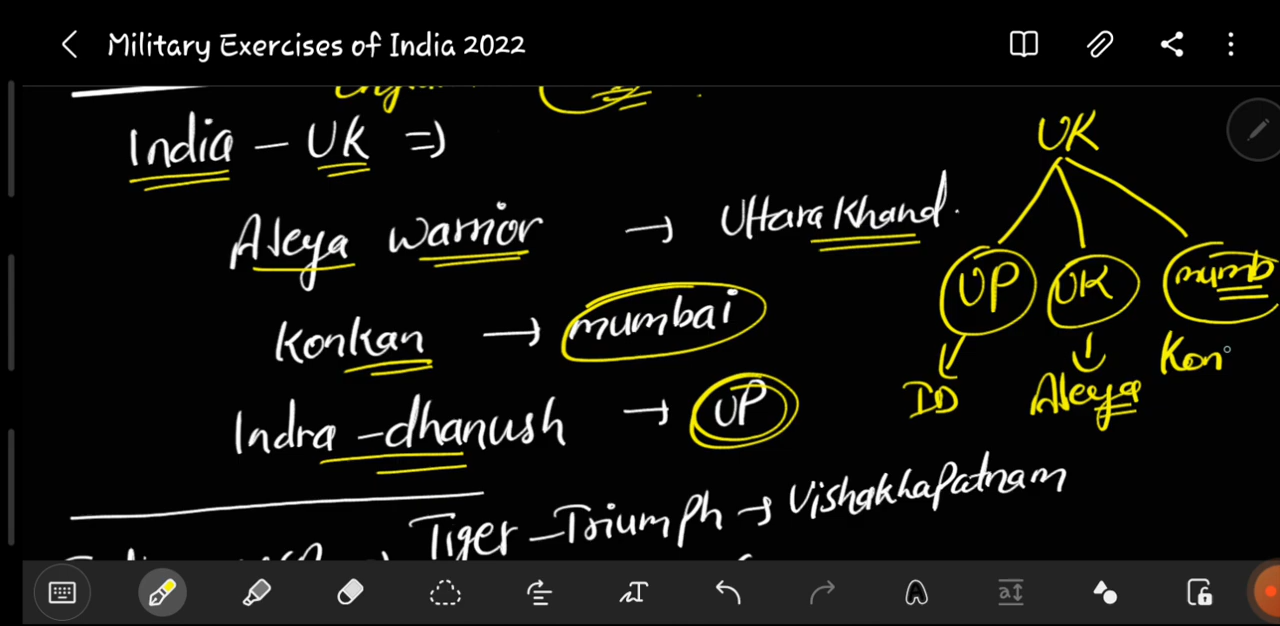 Military Exercises of India 2022
India - UK =>
Ajeya Warrior → Uttarakhand.
Konkan → mumbai
Indra-dhanush → UP
Tiger-Triumph → Vishakhapatnam
UK
UP UK mumb
ID Ajeya Kon